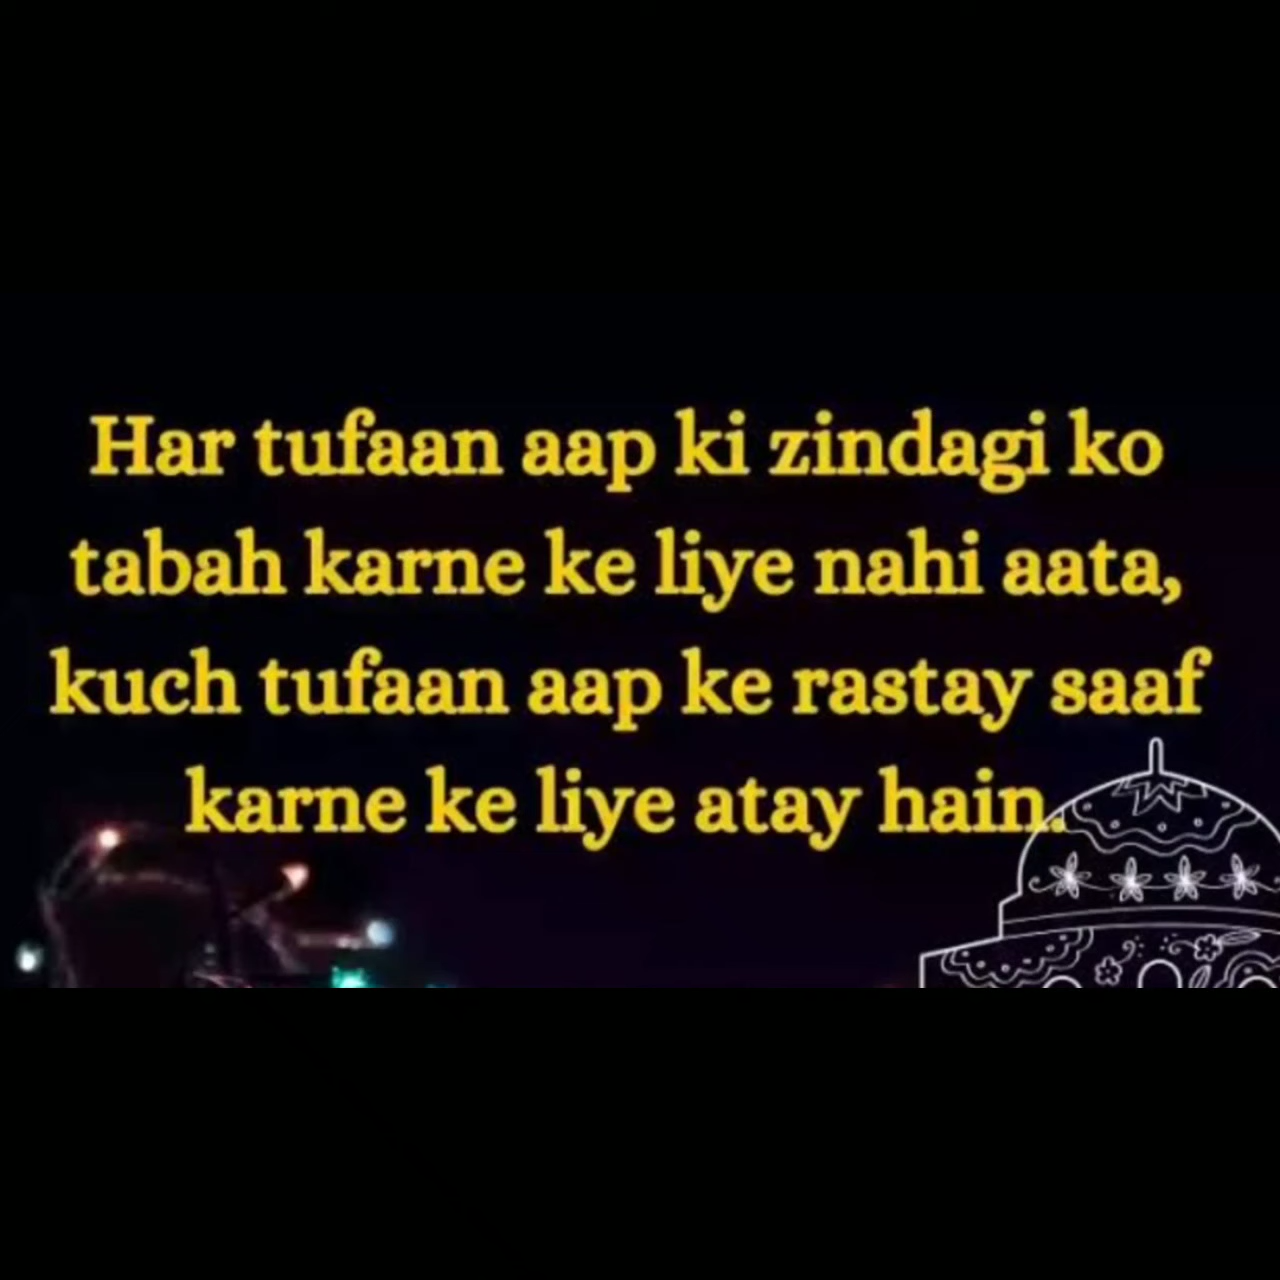 Har tufaan aap ki zindagi ko
tabah karne ke liye nahi aata,
kuch tufaan aap ke rastay saaf
karne ke liye atay hain.